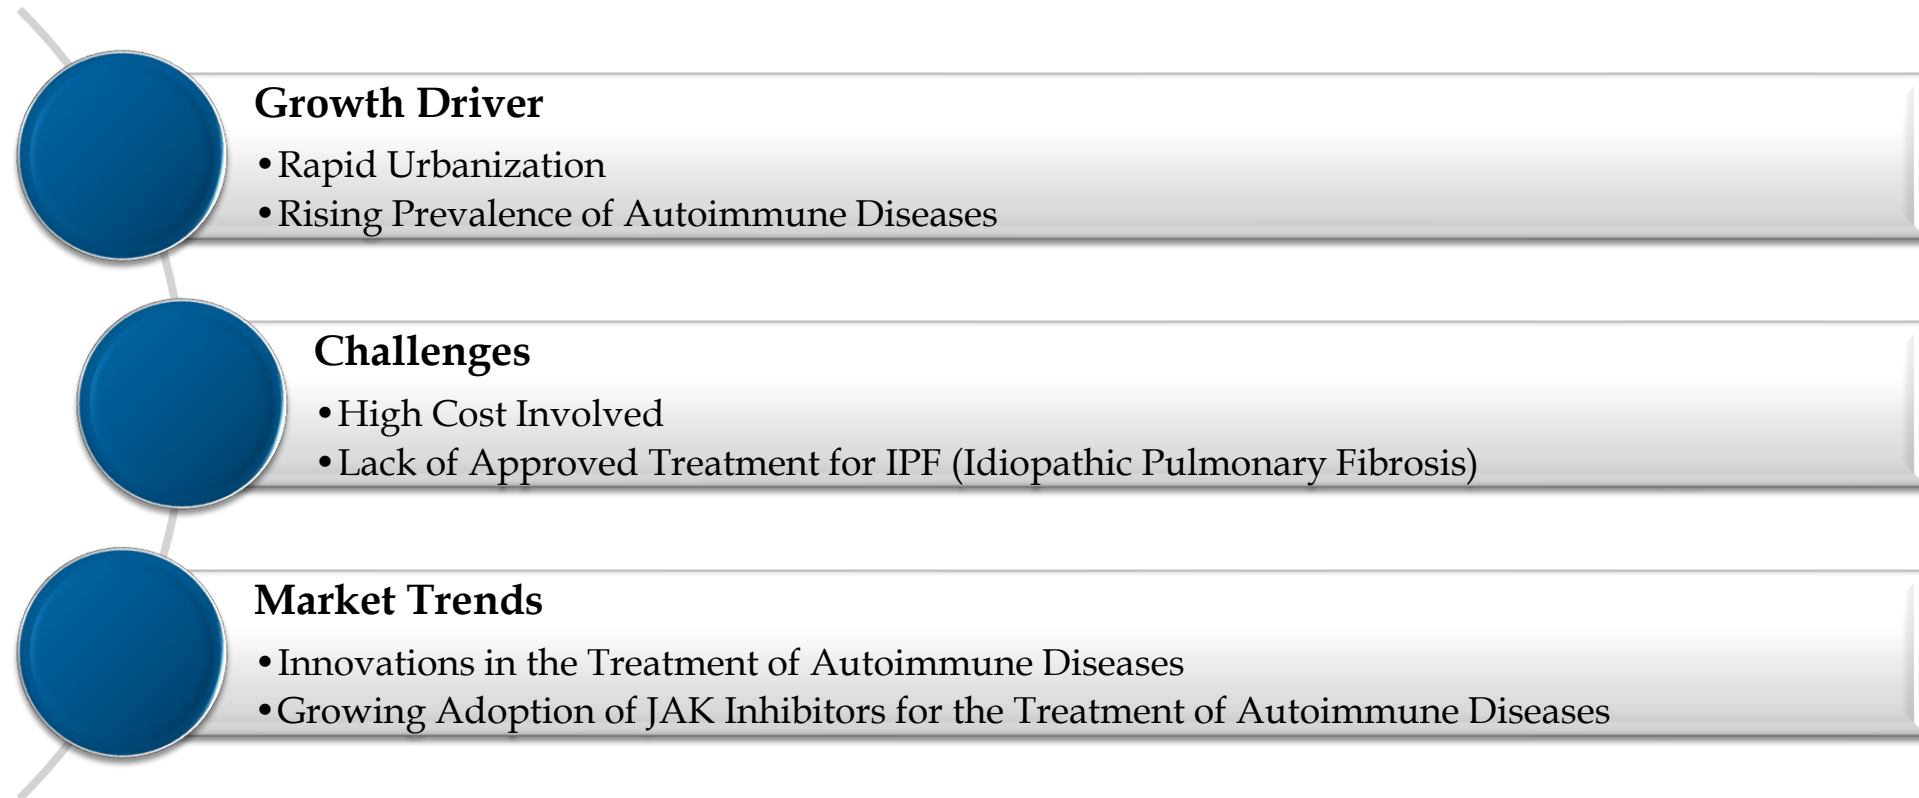 Growth Driver
•Rapid Urbanization
•Rising Prevalence of Autoimmune Diseases
Challenges
•High Cost Involved
•Lack of Approved Treatment for IPF (Idiopathic Pulmonary Fibrosis)
Market Trends
•Innovations in the Treatment of Autoimmune Diseases
•Growing Adoption of JAK Inhibitors for the Treatment of Autoimmune Diseases